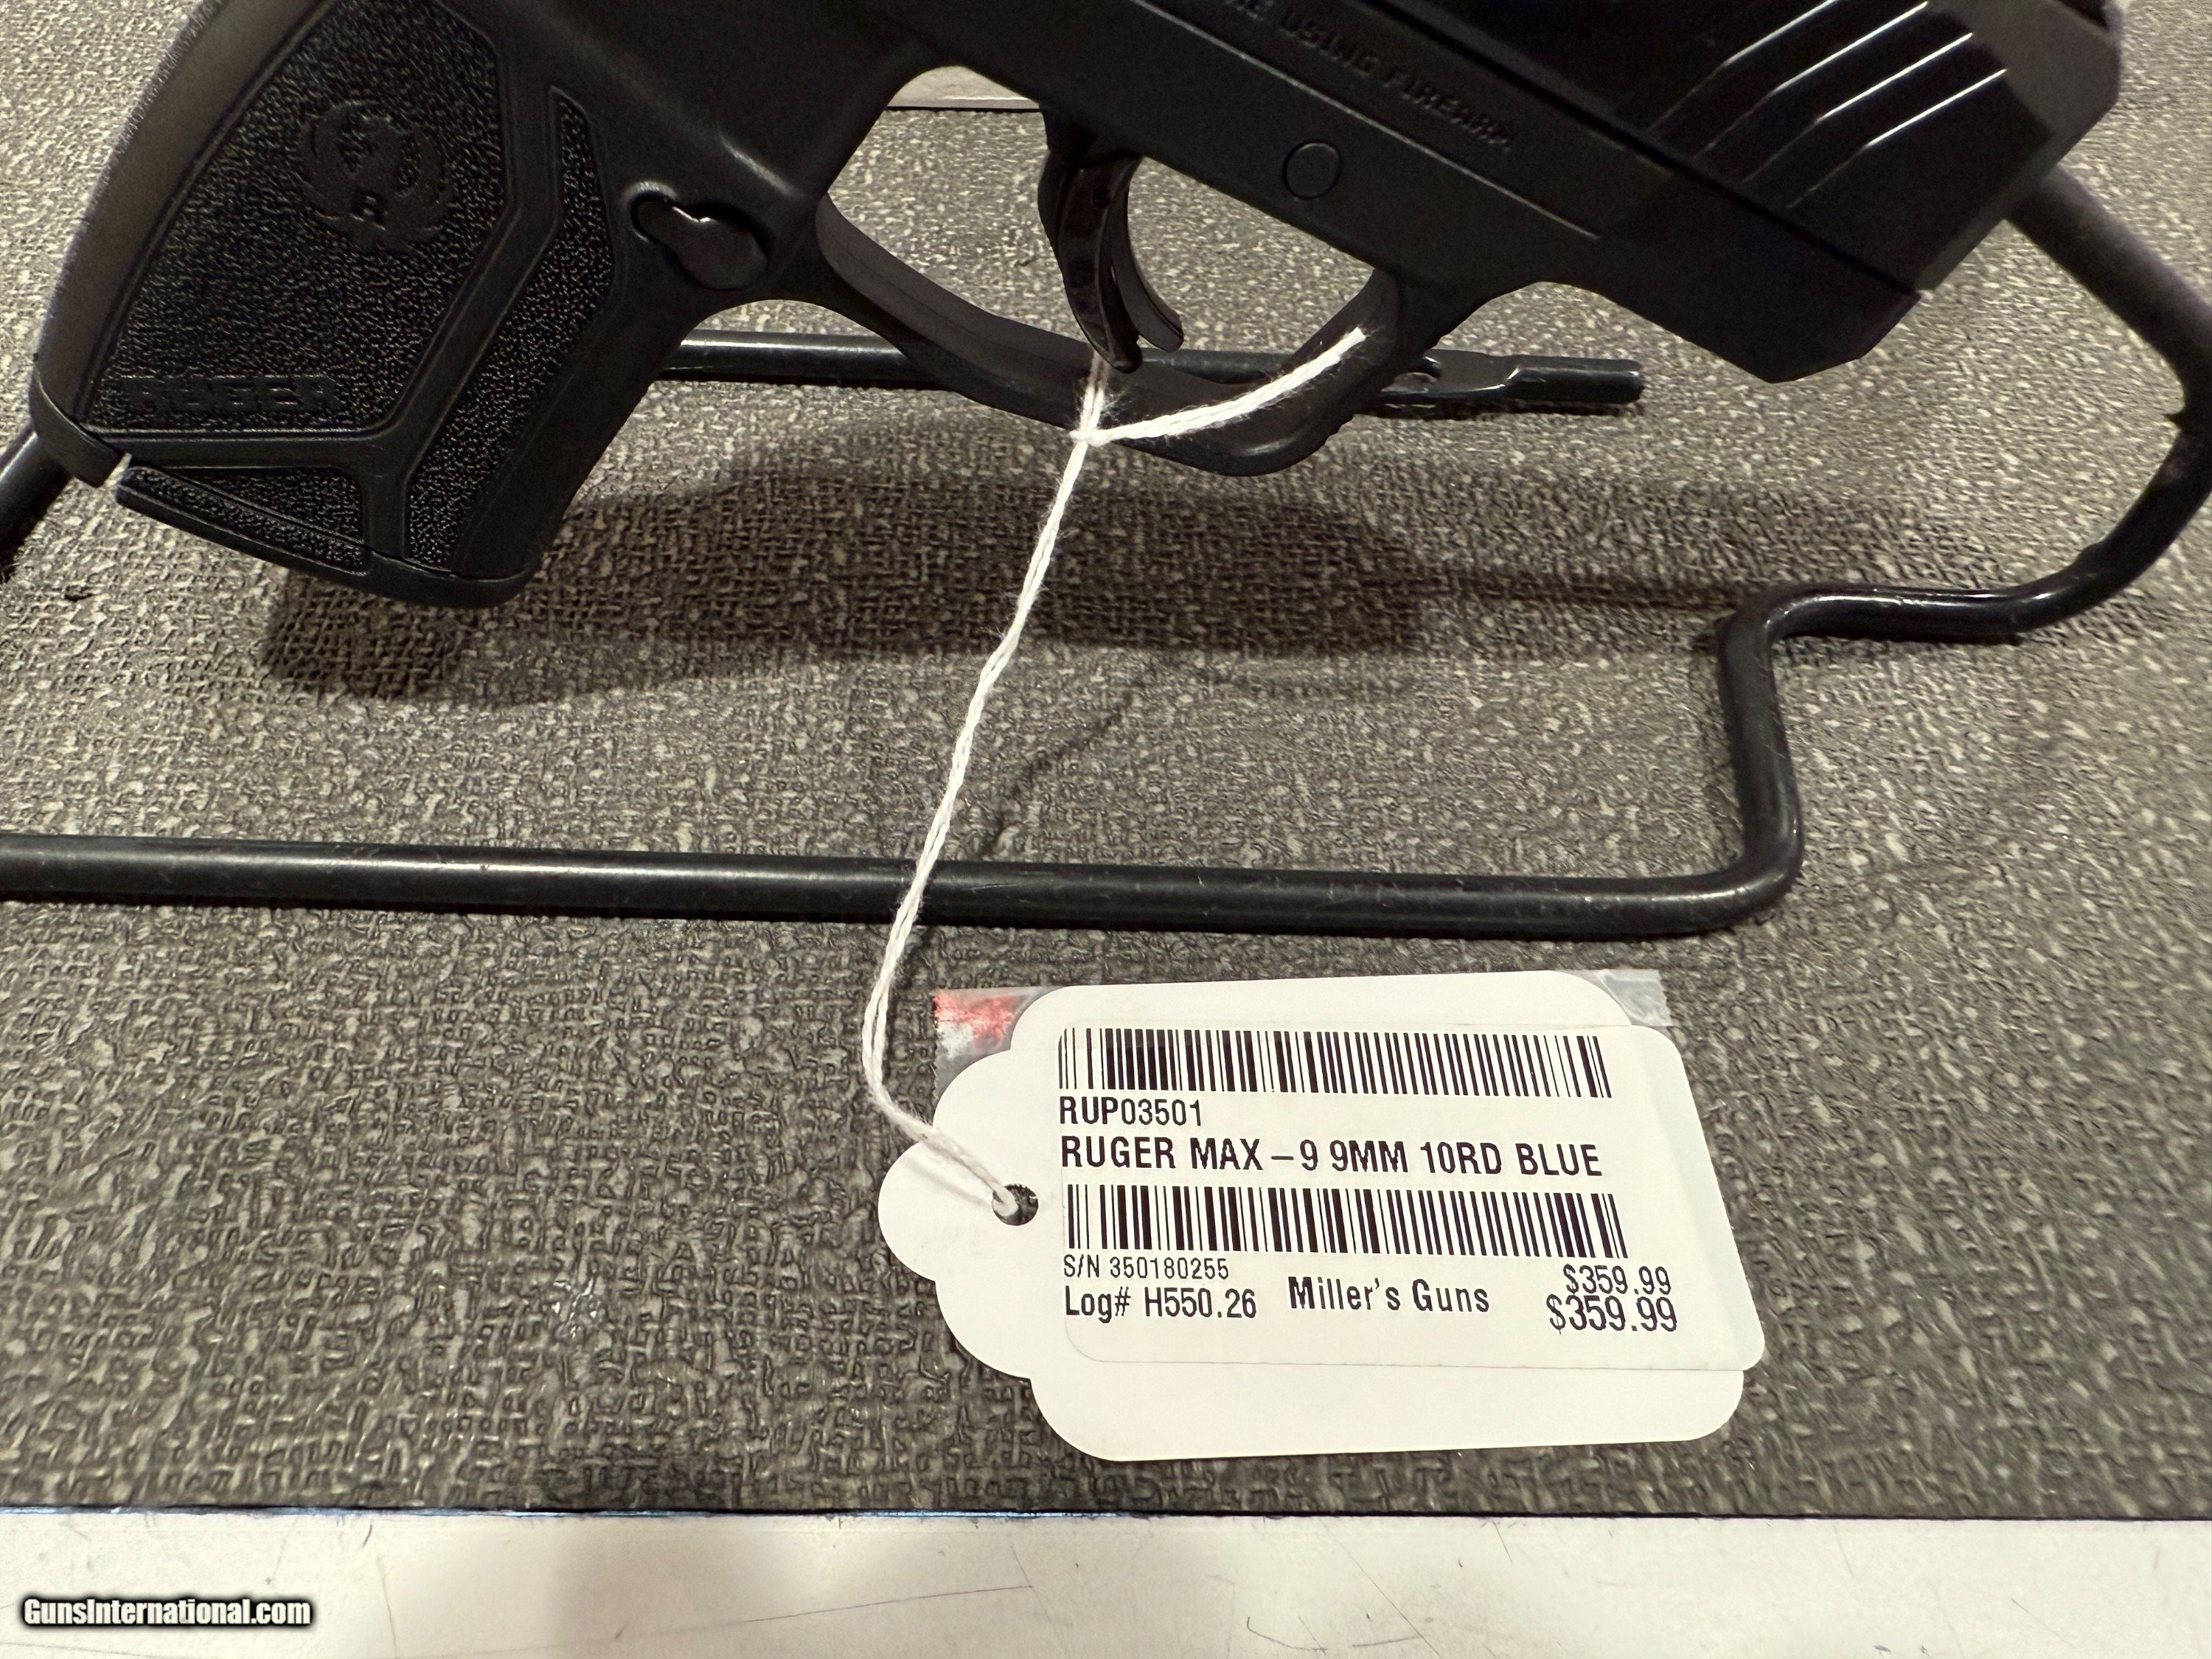 USING FIREARM
RUGER
RUP03501
RUGER MAX-9 9MM 10RD BLUE
S/N 350180255
$359.99
Log# H550.26 Miller's Guns $359.99
GunsInternational.com